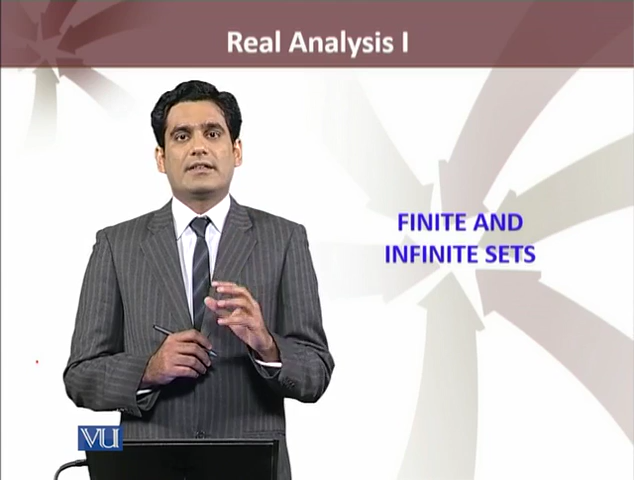 Real Analysis I
FINITE AND
INFINITE SETS
VU